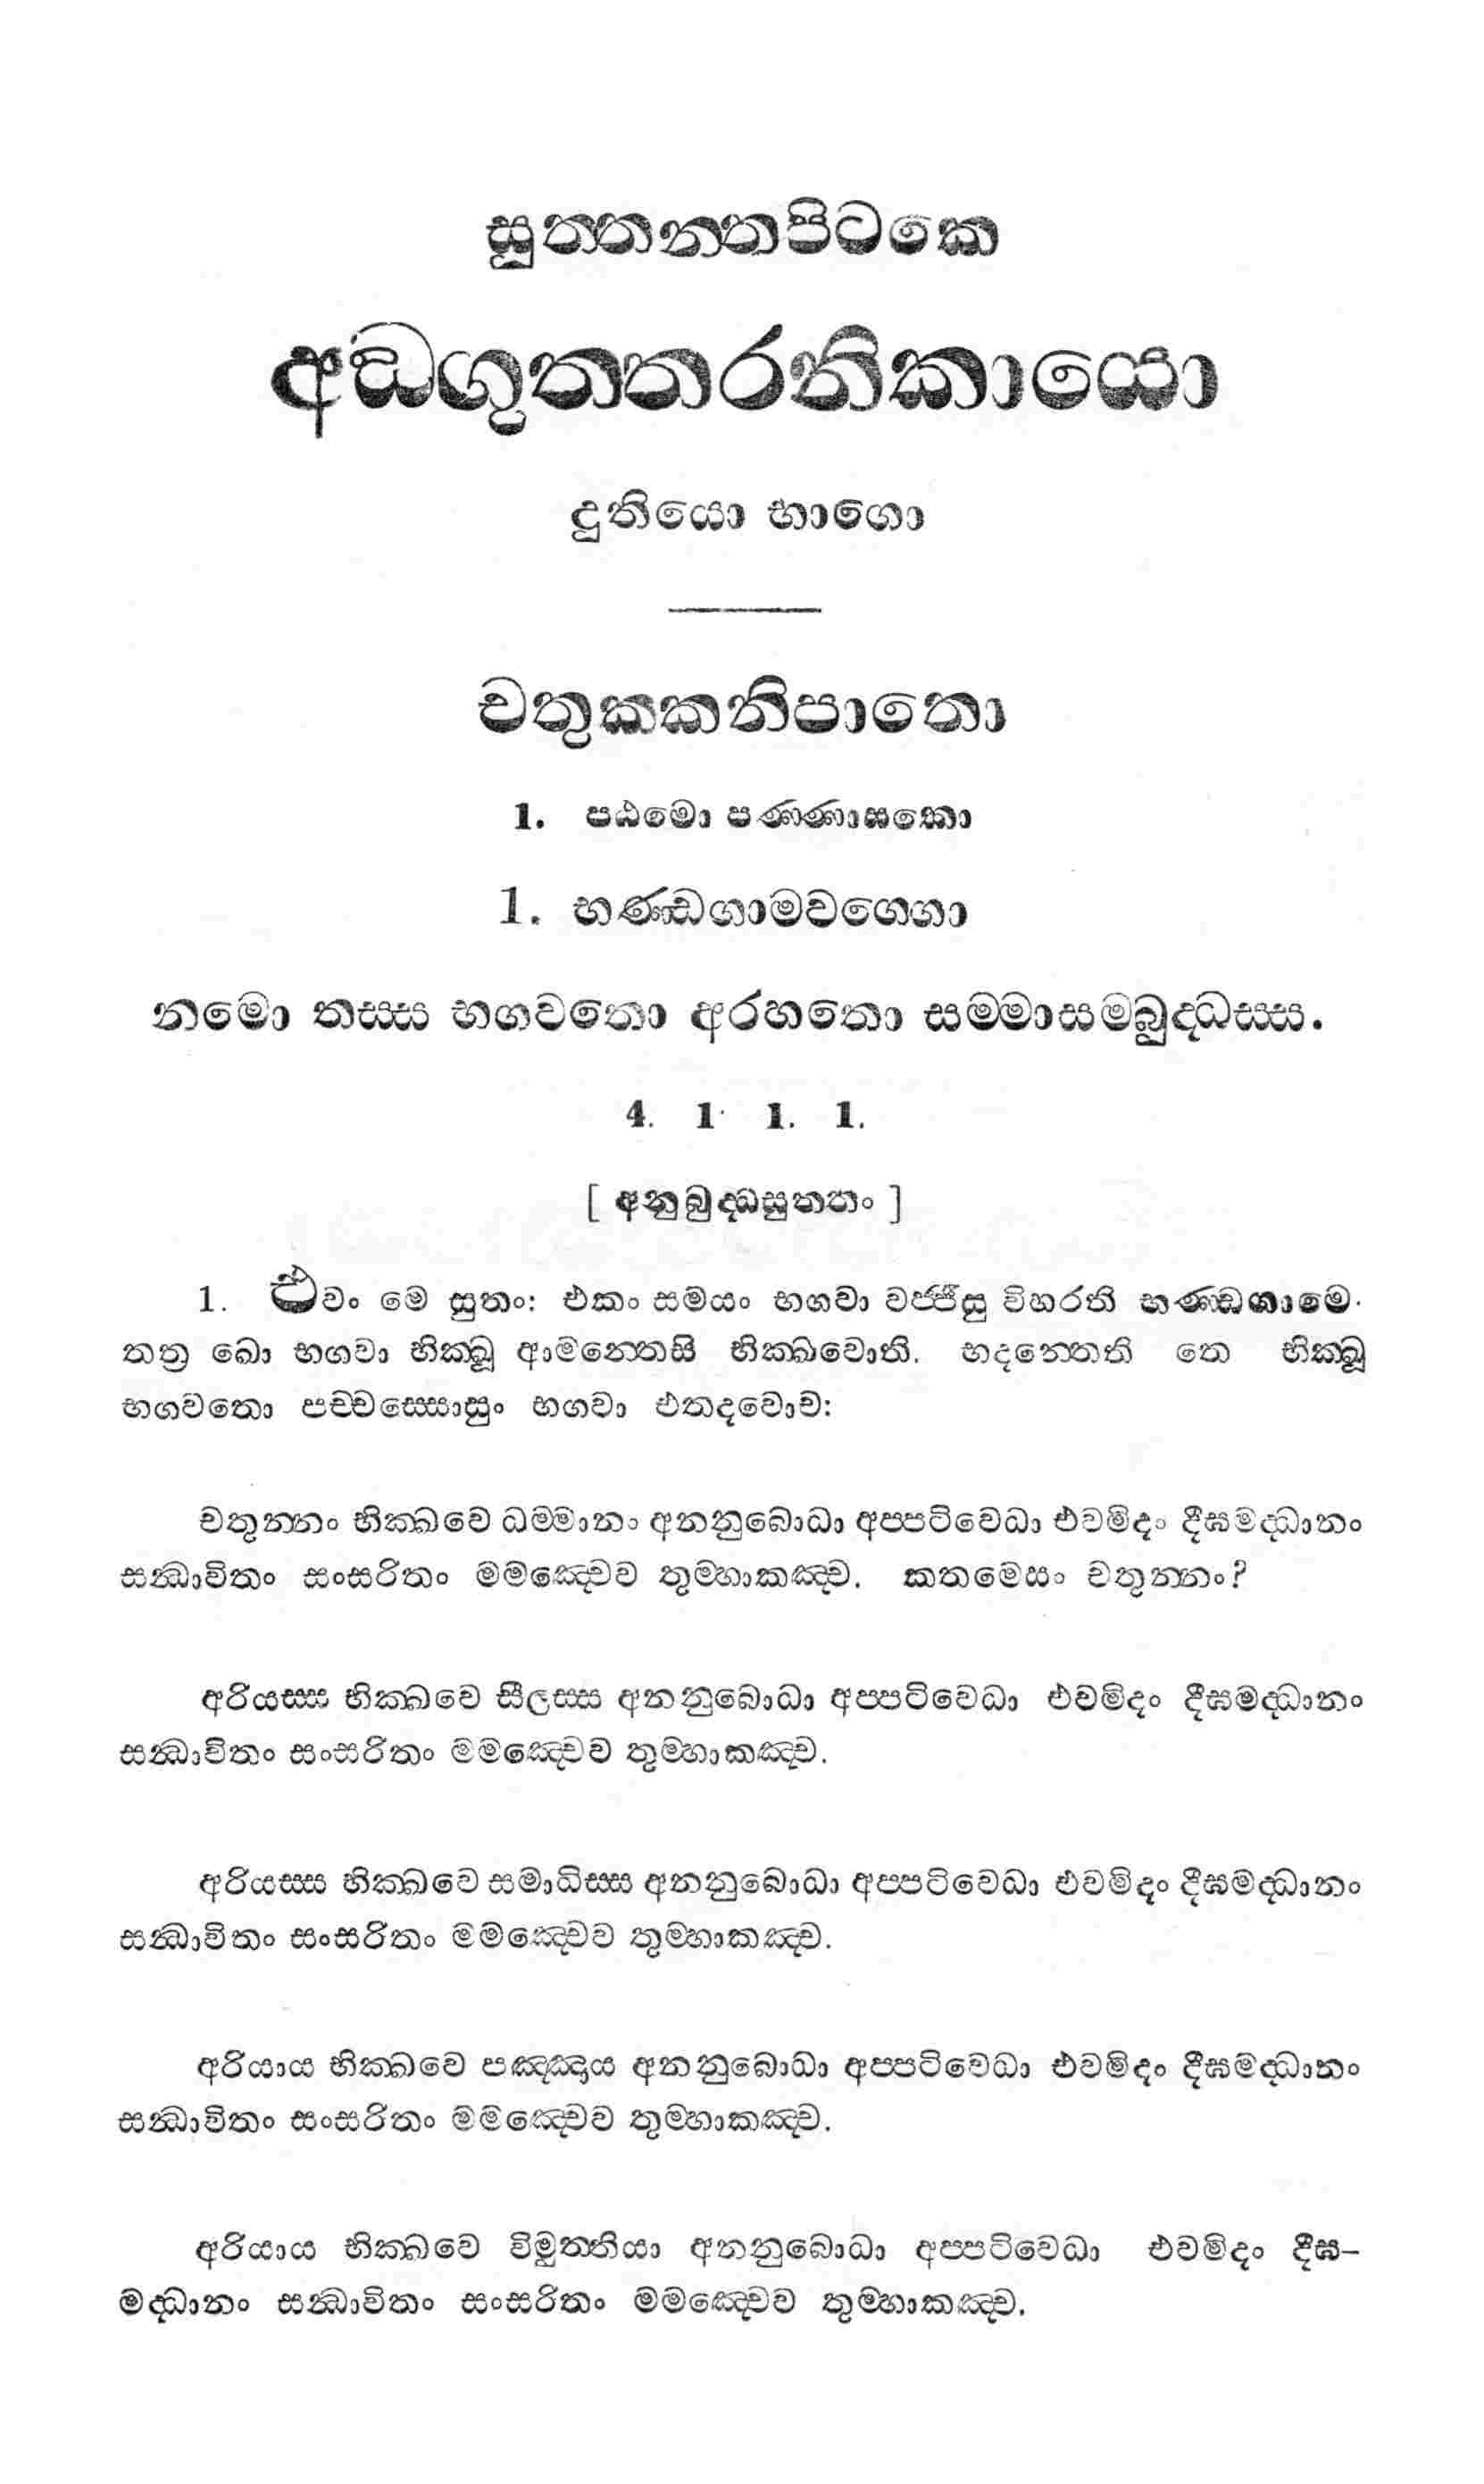 සුත්තන්තපිටකෙ
අඞ්ගුත්තරනිකායො
දුතියො භාගො
චතුක්කනිපාතො
1. පඨමො පණ්ණාසකො
1. භණ්ඩගාමවග්ගො
නමො තස්ස භගවතො අරහතො සම්මාසම්බුද්ධස්ස.
4. 1. 1. 1.
[ අනුබුද්ධසුත්තං ]
1. එවං මෙ සුතං: එකං සමයං භගවා වජ්ජීසු විහරති භණ්ඩගාමෙ.
තත්‍ර ඛො භගවා භික්ඛූ ආමන්තෙසි භික්ඛවොති. භදන්තෙති තෙ භික්ඛූ
භගවතො පච්චස්සොසුං භගවා එතදවොච:
චතුන්නං භික්ඛවෙ ධම්මානං අනනුබොධා අප්පටිවෙධා එවමිදං දීඝමද්ධානං
සන්ධාවිතං සංසරිතං මමඤ්චෙව තුම්හාකඤ්ච. කතමෙසං චතුන්නං?
අරියස්ස භික්ඛවෙ සීලස්ස අනනුබොධා අප්පටිවෙධා එවමිදං දීඝමද්ධානං
සන්ධාවිතං සංසරිතං මමඤ්චෙව තුම්හාකඤ්ච.
අරියස්ස භික්ඛවෙ සමාධිස්ස අනනුබොධා අප්පටිවෙධා එවමිදං දීඝමද්ධානං
සන්ධාවිතං සංසරිතං මමඤ්චෙව තුම්හාකඤ්ච.
අරියාය භික්ඛවෙ පඤ්ඤාය අනනුබොධා අප්පටිවෙධා එවමිදං දීඝමද්ධානං
සන්ධාවිතං සංසරිතං මමඤ්චෙව තුම්හාකඤ්ච.
අරියාය භික්ඛවෙ විමුත්තියා අනනුබොධා අප්පටිවෙධා එවමිදං දීඝ-
මද්ධානං සන්ධාවිතං සංසරිතං මමඤ්චෙව තුම්හාකඤ්ච.